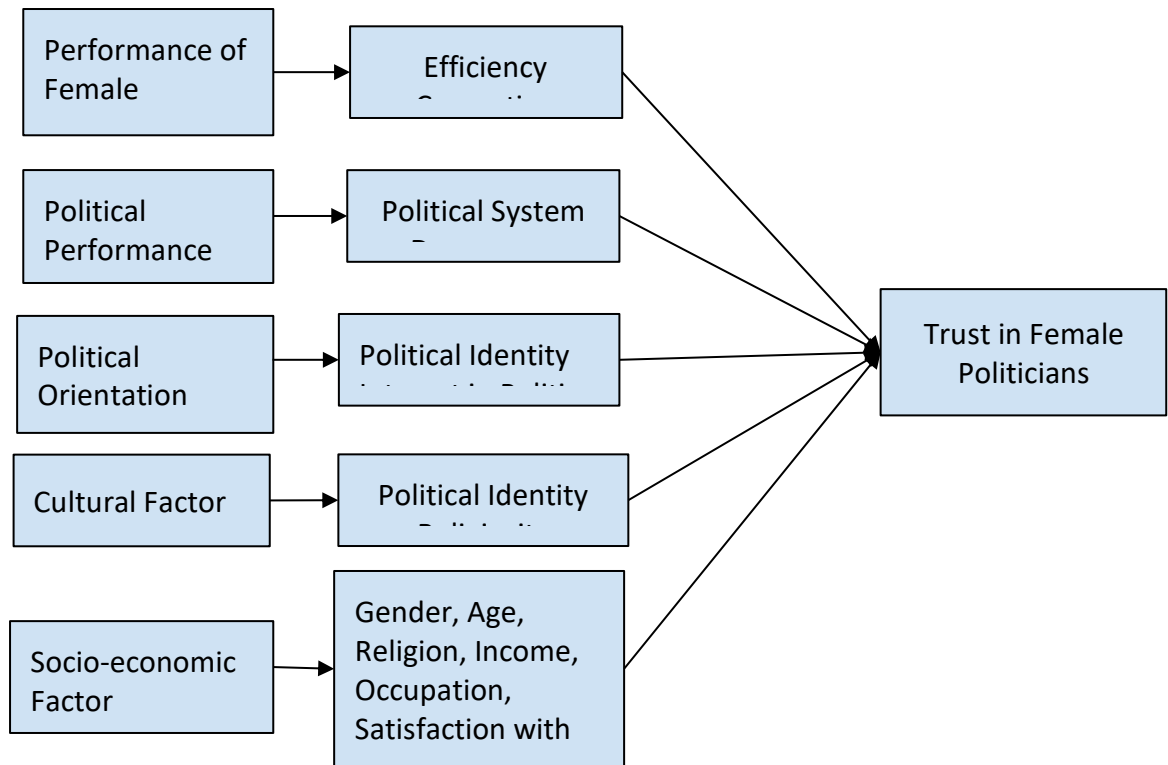 Performance of
Female
Efficiency
Political
Performance
Political System
Political
Orientation
Political Identity
Cultural Factor
Political Identity
Socio-economic
Factor
Gender, Age,
Religion, Income,
Occupation,
Satisfaction with
Trust in Female
Politicians